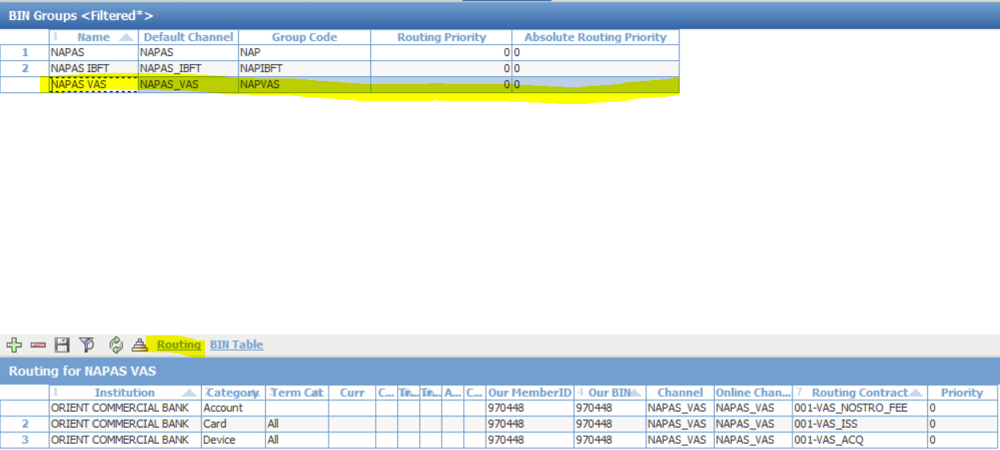 BIN Groups <Filtered*>
1 Name Default Channel Group Code Routing Priority Absolute Routing Priority
1 NAPAS NAPAS NAP 0 0
2 NAPAS IBFT NAPAS_IBFT NAPIBFT 0 0
NAPAS VAS NAPAS_VAS NAPVAS 0 0
Routing BIN Table
Routing for NAPAS VAS
1 Institution Category Term Cat Curr C... Tr... Tr... A... C... Our MemberID 4 Our BIN Channel Online Chan... 7 Routing Contract Priority
ORIENT COMMERCIAL BANK Account 970448 970448 NAPAS_VAS NAPAS_VAS 001-VAS_NOSTRO_FEE 0
2 ORIENT COMMERCIAL BANK Card All 970448 970448 NAPAS_VAS NAPAS_VAS 001-VAS_ISS 0
3 ORIENT COMMERCIAL BANK Device All 970448 970448 NAPAS_VAS NAPAS_VAS 001-VAS_ACQ 0